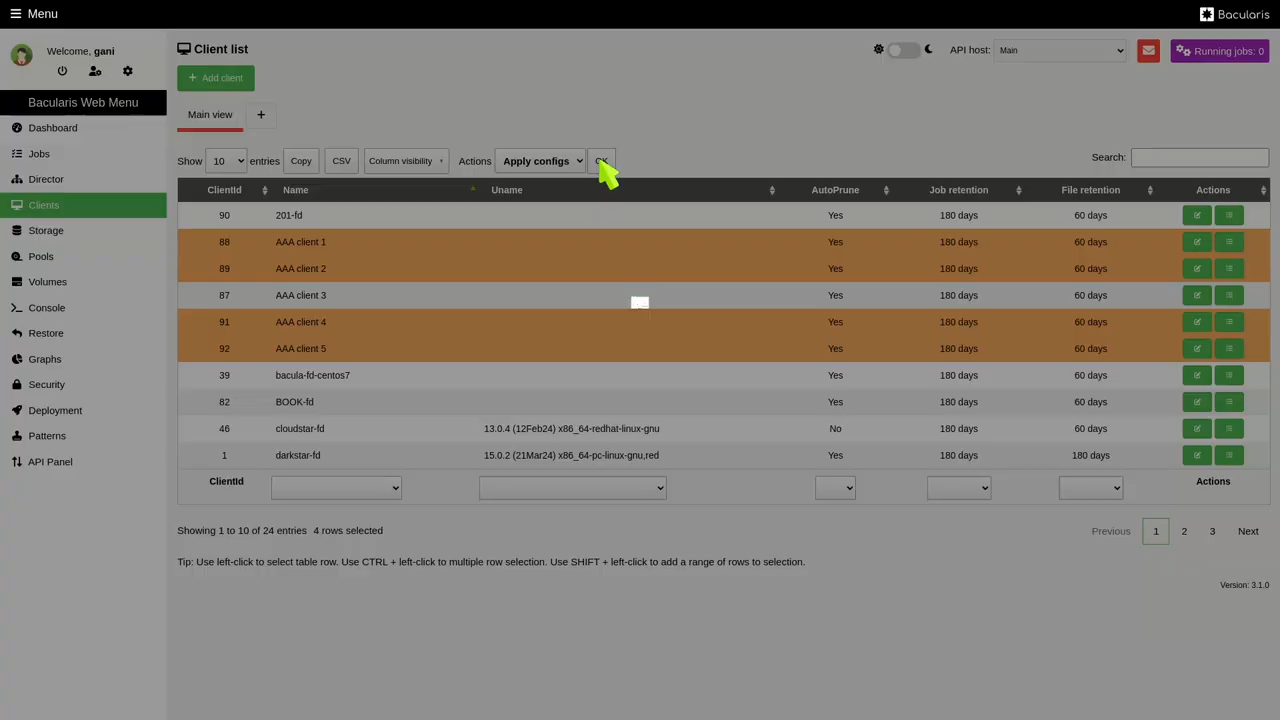 Menu
Bacularis
Welcome, gani
Bacularis Web Menu
Dashboard
Jobs
Director
Clients
Storage
Pools
Volumes
Console
Restore
Graphs
Security
Deployment
Patterns
API Panel
Client list
API host: Main
Running jobs: 0
+ Add client
Main view +
Show 10 entries Copy CSV Column visibility Actions Apply configs
Search:
ClientId Name Uname AutoPrune Job retention File retention Actions
90 201-fd Yes 180 days 60 days
88 AAA client 1 Yes 180 days 60 days
89 AAA client 2 Yes 180 days 60 days
87 AAA client 3 Yes 180 days 60 days
91 AAA client 4 Yes 180 days 60 days
92 AAA client 5 Yes 180 days 60 days
39 bacula-fd-centos7 Yes 180 days 60 days
82 BOOK-fd Yes 180 days 60 days
46 cloudstar-fd 13.0.4 (12Feb24) x86_64-redhat-linux-gnu No 180 days 60 days
1 darkstar-fd 15.0.2 (21Mar24) x86_64-pc-linux-gnu,red Yes 180 days 180 days
ClientId Actions
Showing 1 to 10 of 24 entries 4 rows selected
Previous 1 2 3 Next
Tip: Use left-click to select table row. Use CTRL + left-click to multiple row selection. Use SHIFT + left-click to add a range of rows to selection.
Version: 3.1.0